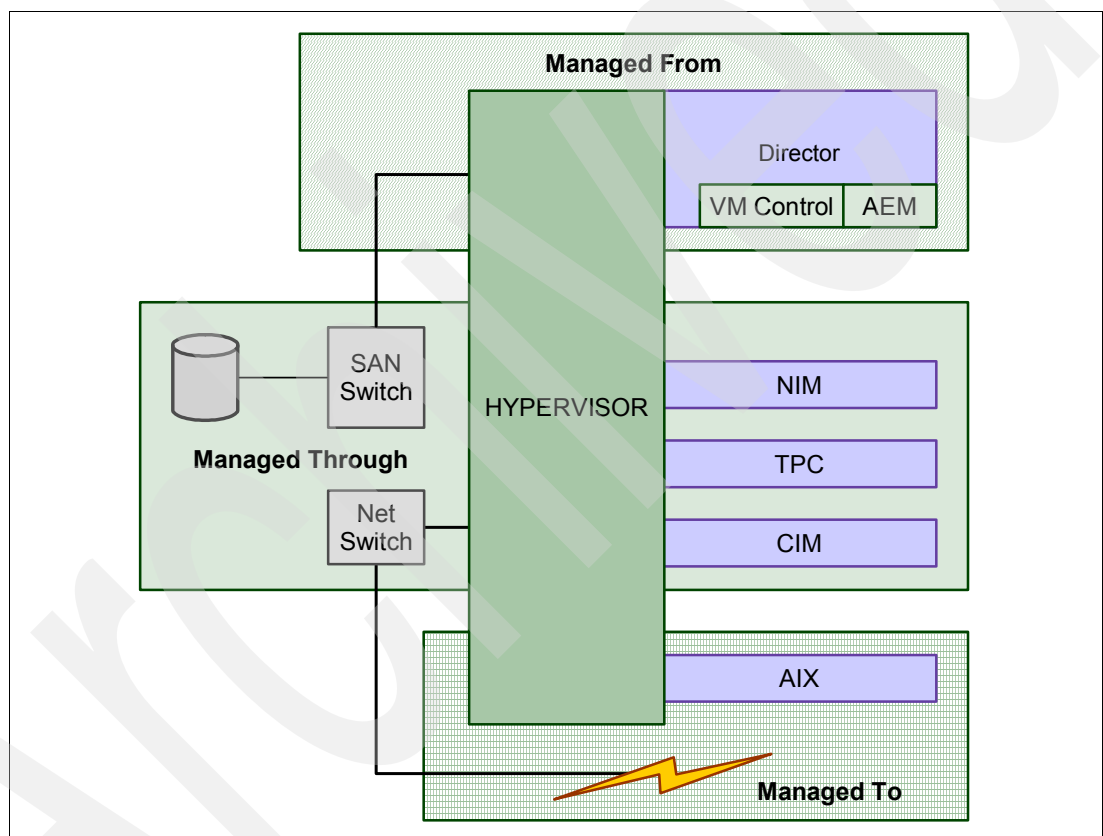 Managed From
Director
VM Control
AEM
SAN
Switch
HYPERVISOR
NIM
Managed Through
TPC
Net
Switch
CIM
AIX
Managed To